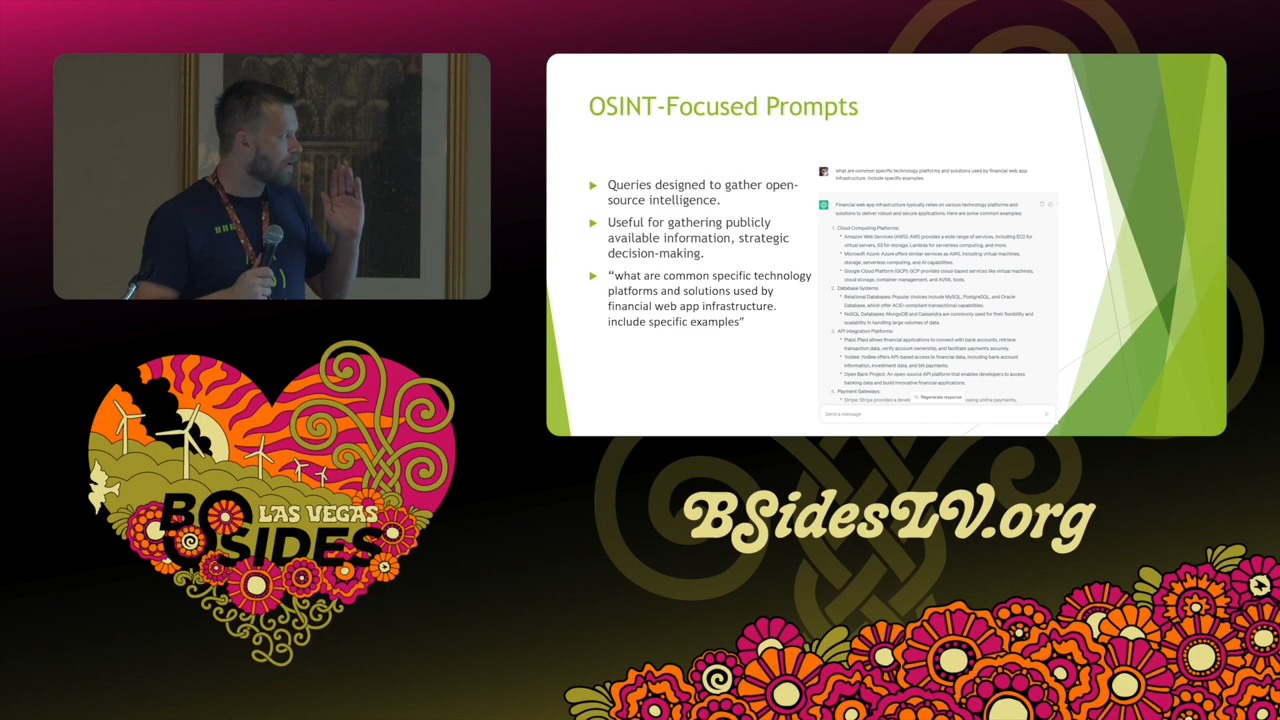 OSINT-Focused Prompts
Queries designed to gather open-
source intelligence.
Useful for gathering publicly
available information, strategic
decision-making.
“what are common specific technology
platforms and solutions used by
financial web app infrastructure.
include specific examples”
what are common specific technology platforms and solutions used by financial web app
infrastructure. include specific examples
Financial web app infrastructure typically relies on various technology platforms and
solutions to deliver robust and secure applications. Here are some common examples:
1. Cloud Computing Platforms:
• Amazon Web Services (AWS): AWS provides a wide range of services, including EC2 for
virtual servers, S3 for storage, Lambda for serverless computing, and more.
• Microsoft Azure: Azure offers similar services as AWS, including virtual machines,
storage, serverless computing, and AI capabilities.
• Google Cloud Platform (GCP): GCP provides cloud-based services like virtual machines,
cloud storage, container management, and AI/ML tools.
2. Database Systems:
• Relational Databases: Popular choices include MySQL, PostgreSQL, and Oracle
Database, which offer ACID-compliant transactional capabilities.
• NoSQL Databases: MongoDB and Cassandra are commonly used for their flexibility and
scalability in handling large volumes of data.
3. API Integration Platforms:
• Plaid: Plaid allows financial applications to connect with bank accounts, retrieve
transaction data, verify account ownership, and facilitate payments securely.
• Yodlee: Yodlee offers API-based access to financial data, including bank account
information, investment data, and bill payments.
• Open Bank Project: An open-source API platform that enables developers to access
banking data and build innovative financial applications.
4. Payment Gateways:
• Stripe: Stripe provides a devel
Regenerate response
online payments,
Send a message
BSIDES
LAS VEGAS
BSidesLV.org